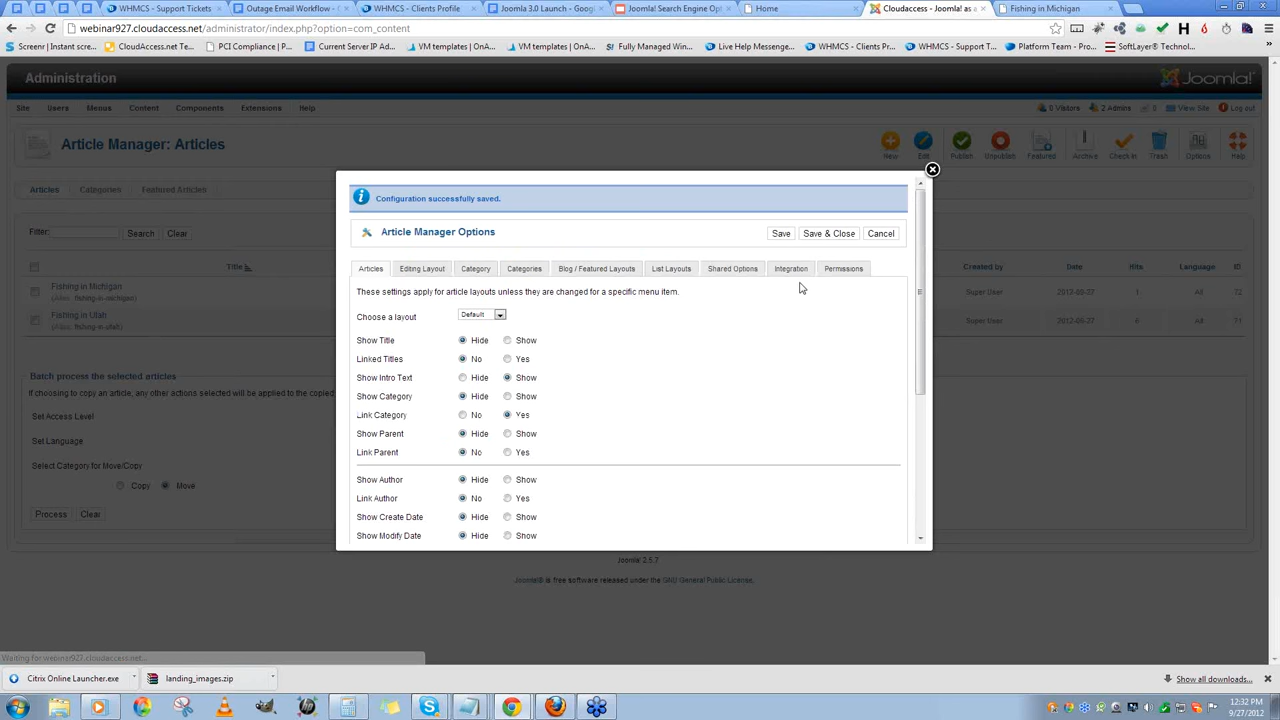 WHMCS - Support Tickets
Outage Email Workflow -
WHMCS - Clients Profile
Joomla 3.0 Launch - Goog
Joomla! Search Engine Opt
Home
Cloudaccess - Joomla! as a
Fishing in Michigan
webinar927.cloudaccess.net/administrator/index.php?option=com_content
Screenr | Instant scree...
CloudAccess.net Te...
PCI Compliance | P...
Current Server IP Ad...
VM templates | OnA...
VM templates | OnA...
Fully Managed Win...
Live Help Messenge...
WHMCS - Clients Pr...
WHMCS - Support T...
Platform Team - Pro...
SoftLayer® Technol...
Administration
Joomla!
Site Users Menus Content Components Extensions Help
0 Visitors 2 Admins 0 View Site Log out
Article Manager: Articles
New Edit Publish Unpublish Featured Archive Check In Trash Options Help
Articles Categories Featured Articles
Configuration successfully saved.
Filter: Search Clear
Article Manager Options
Save Save & Close Cancel
Title
Created by Date Hits Language ID
Articles Editing Layout Category Categories Blog / Featured Layouts List Layouts Shared Options Integration Permissions
Fishing in Michigan
(Alias: fishing-in-michigan)
Super User 2012-09-27 1 All 72
These settings apply for article layouts unless they are changed for a specific menu item.
Fishing in Utah
(Alias: fishing-in-utah)
Super User 2012-09-27 6 All 71
Choose a layout Default
Show Title Hide Show
Linked Titles No Yes
Show Intro Text Hide Show
Show Category Hide Show
Link Category No Yes
Show Parent Hide Show
Link Parent No Yes
Show Author Hide Show
Link Author No Yes
Show Create Date Hide Show
Show Modify Date Hide Show
Batch process the selected articles
If choosing to copy an article, any other actions selected will be applied to the copied
Set Access Level
Set Language
Select Category for Move/Copy
Copy Move
Process Clear
Joomla! 2.5.7
Joomla!® is free software released under the GNU General Public License.
Waiting for webinar927.cloudaccess.net...
Citrix Online Launcher.exe
landing_images.zip
Show all downloads...
12:32 PM
9/27/2012